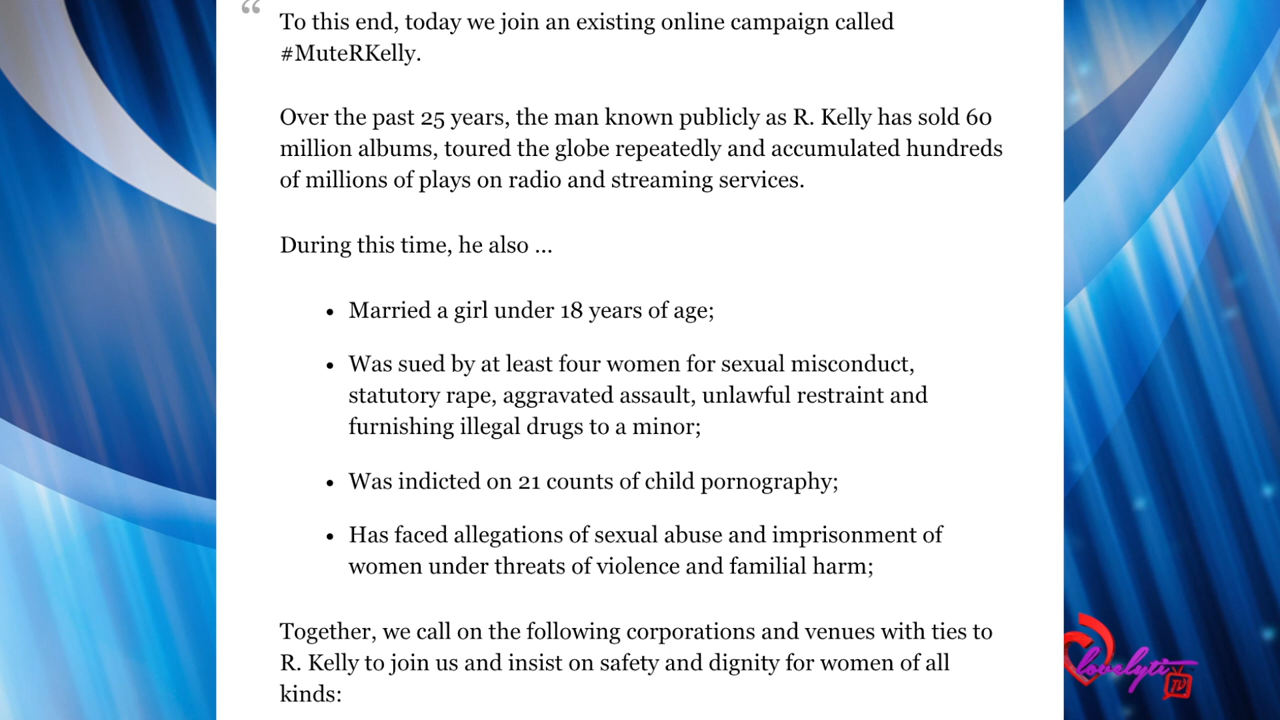 “
To this end, today we join an existing online campaign called
#MuteRKelly.
Over the past 25 years, the man known publicly as R. Kelly has sold 60
million albums, toured the globe repeatedly and accumulated hundreds
of millions of plays on radio and streaming services.
During this time, he also ...
• Married a girl under 18 years of age;
• Was sued by at least four women for sexual misconduct,
statutory rape, aggravated assault, unlawful restraint and
furnishing illegal drugs to a minor;
• Was indicted on 21 counts of child pornography;
• Has faced allegations of sexual abuse and imprisonment of
women under threats of violence and familial harm;
Together, we call on the following corporations and venues with ties to
R. Kelly to join us and insist on safety and dignity for women of all
kinds:
lovelyti
TV